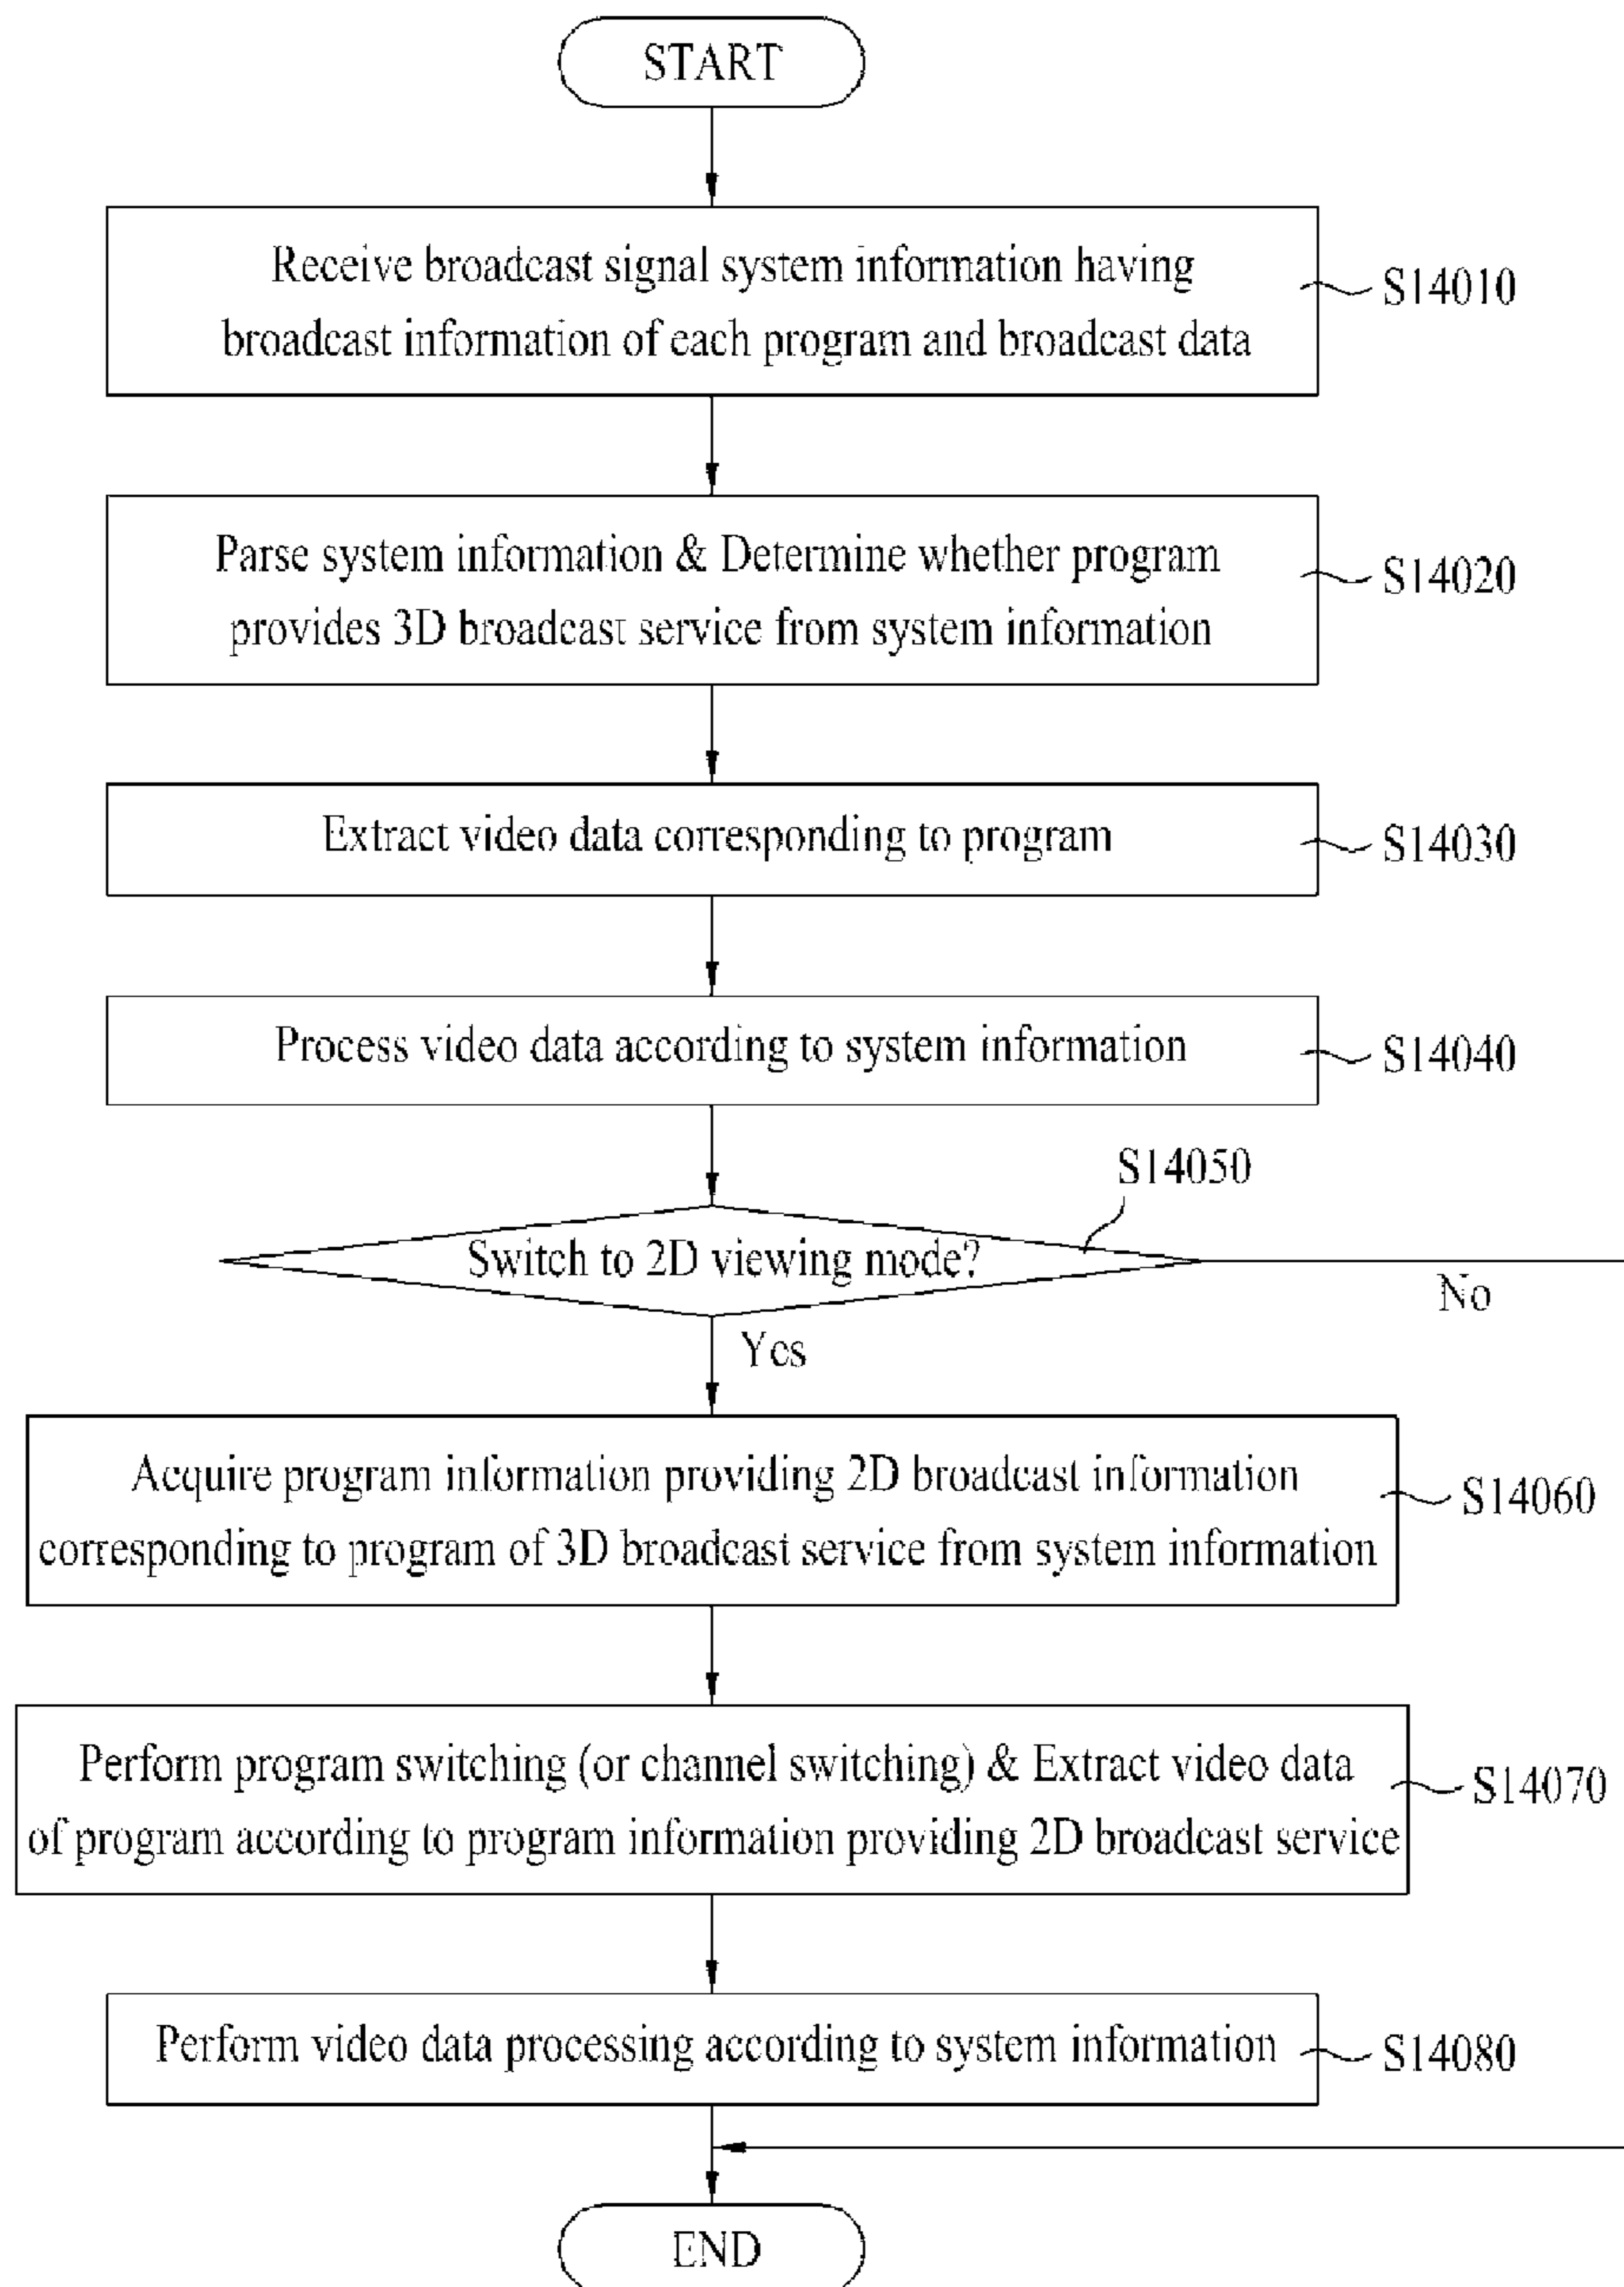 START
Receive broadcast signal system information having
broadcast information of each program and broadcast data
S14010
Parse system information & Determine whether program
provides 3D broadcast service from system information
S14020
Extract video data corresponding to program
S14030
Process video data according to system information
S14040
S14050
Switch to 2D viewing mode?
No
Yes
Acquire program information providing 2D broadcast information
corresponding to program of 3D broadcast service from system information
S14060
Perform program switching (or channel switching) & Extract video data
of program according to program information providing 2D broadcast service
S14070
Perform video data processing according to system information
S14080
END